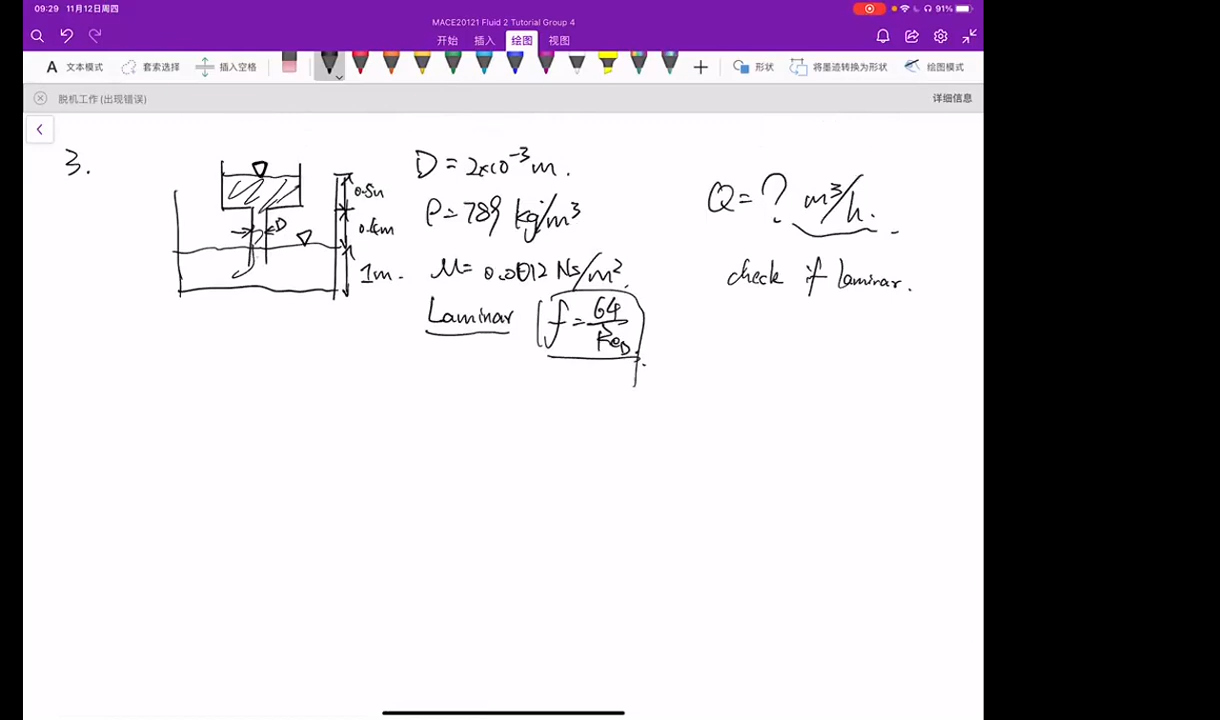 09:29 11月12日周四
91%
MACE20121 Fluid 2 Tutorial Group 4
开始 插入 绘图 视图
文本模式 套索选择 插入空格 形状 将墨迹转换为形状 绘图模式
脱机工作 (出现错误) 详细信息
3.
D = 2×10⁻³ m.
0.5m
Q = ? m³/h.
ρ = 789 kg/m³
D
μ = 0.0012 Ns/m².
1m.
check if laminar.
Laminar
f = 64/Re_D